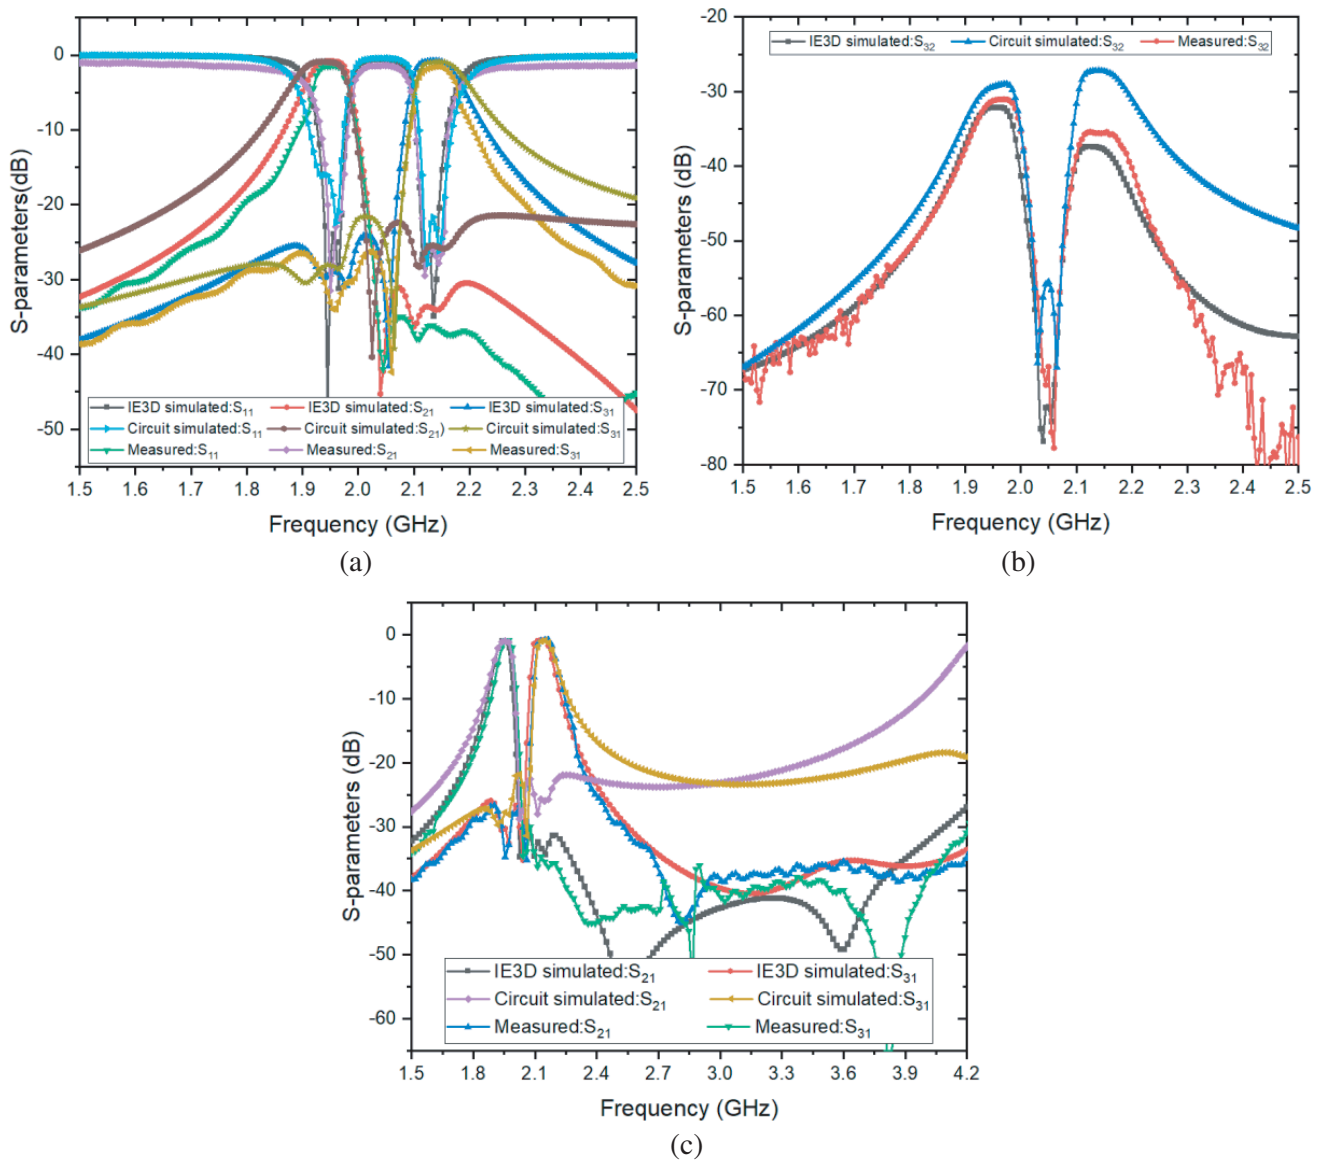 S-parameters(dB)
0
-10
-20
-30
-40
-50
IE3D simulated:S11 IE3D simulated:S21 IE3D simulated:S31
Circuit simulated:S11 Circuit simulated:S21) Circuit simulated:S31
Measured:S11 Measured:S21 Measured:S31
1.5 1.6 1.7 1.8 1.9 2.0 2.1 2.2 2.3 2.4 2.5
Frequency (GHz)
(a)
S-parameters (dB)
-20
-30
-40
-50
-60
-70
-80
IE3D simulated:S32 Circuit simulated:S32 Measured:S32
1.5 1.6 1.7 1.8 1.9 2.0 2.1 2.2 2.3 2.4 2.5
Frequency (GHz)
(b)
S-parameters (dB)
0
-10
-20
-30
-40
-50
-60
IE3D simulated:S21 IE3D simulated:S31
Circuit simulated:S21 Circuit simulated:S31
Measured:S21 Measured:S31
1.5 1.8 2.1 2.4 2.7 3.0 3.3 3.6 3.9 4.2
Frequency (GHz)
(c)